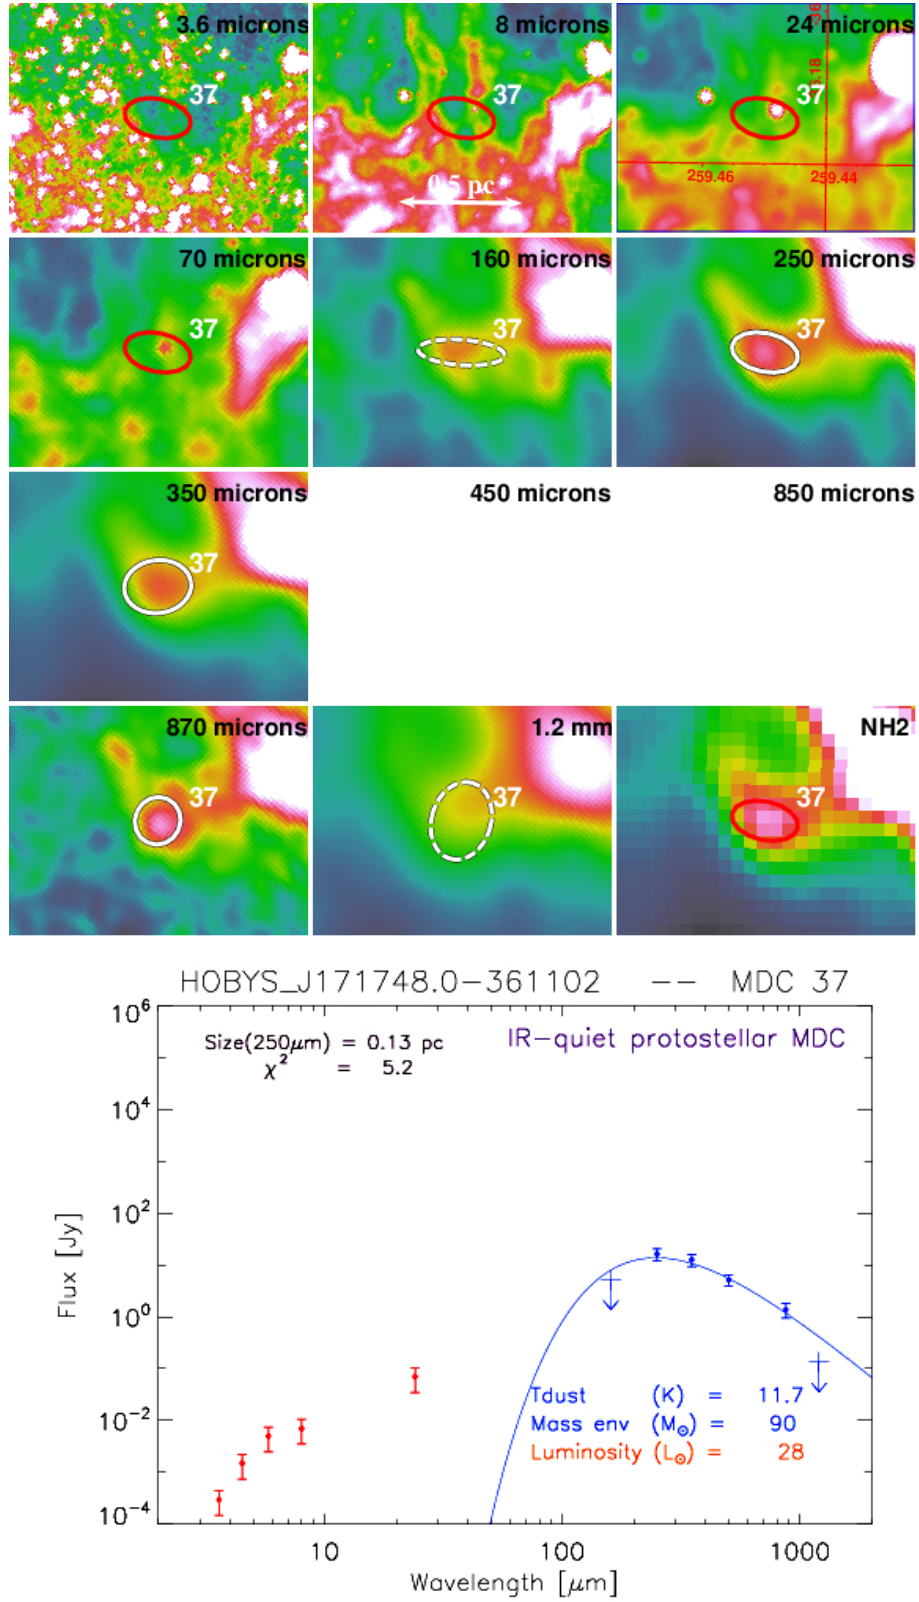 3.6 microns
37
8 microns
37
0.5 pc
24 microns
37
259.46
259.44
70 microns
37
160 microns
37
250 microns
37
350 microns
37
450 microns
850 microns
870 microns
37
1.2 mm
37
NH2
37
HOBYS_J171748.0-361102 -- MDC 37
Size(250μm) = 0.13 pc
χ² = 5.2
IR-quiet protostellar MDC
10⁶
10⁴
10²
10⁰
10⁻²
10⁻⁴
Flux [Jy]
Tdust (K) = 11.7
Mass env (M⊙) = 90
Luminosity (L⊙) = 28
10
100
1000
Wavelength [μm]